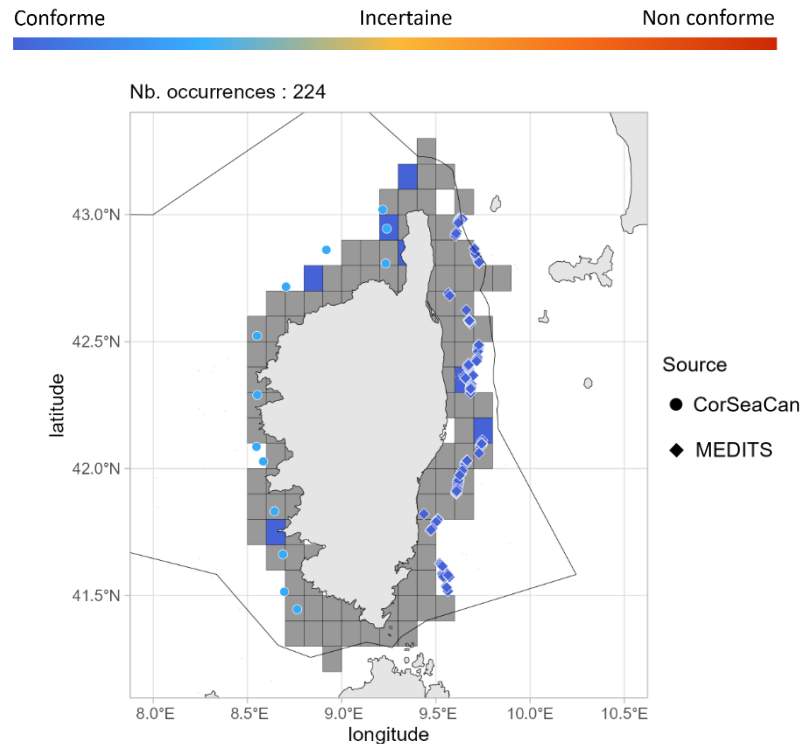 Conforme Incertaine Non conforme
Nb. occurrences : 224
43.0°N
42.5°N
42.0°N
41.5°N
latitude
8.0°E 8.5°E 9.0°E 9.5°E 10.0°E 10.5°E
longitude
Source
CorSeaCan
MEDITS